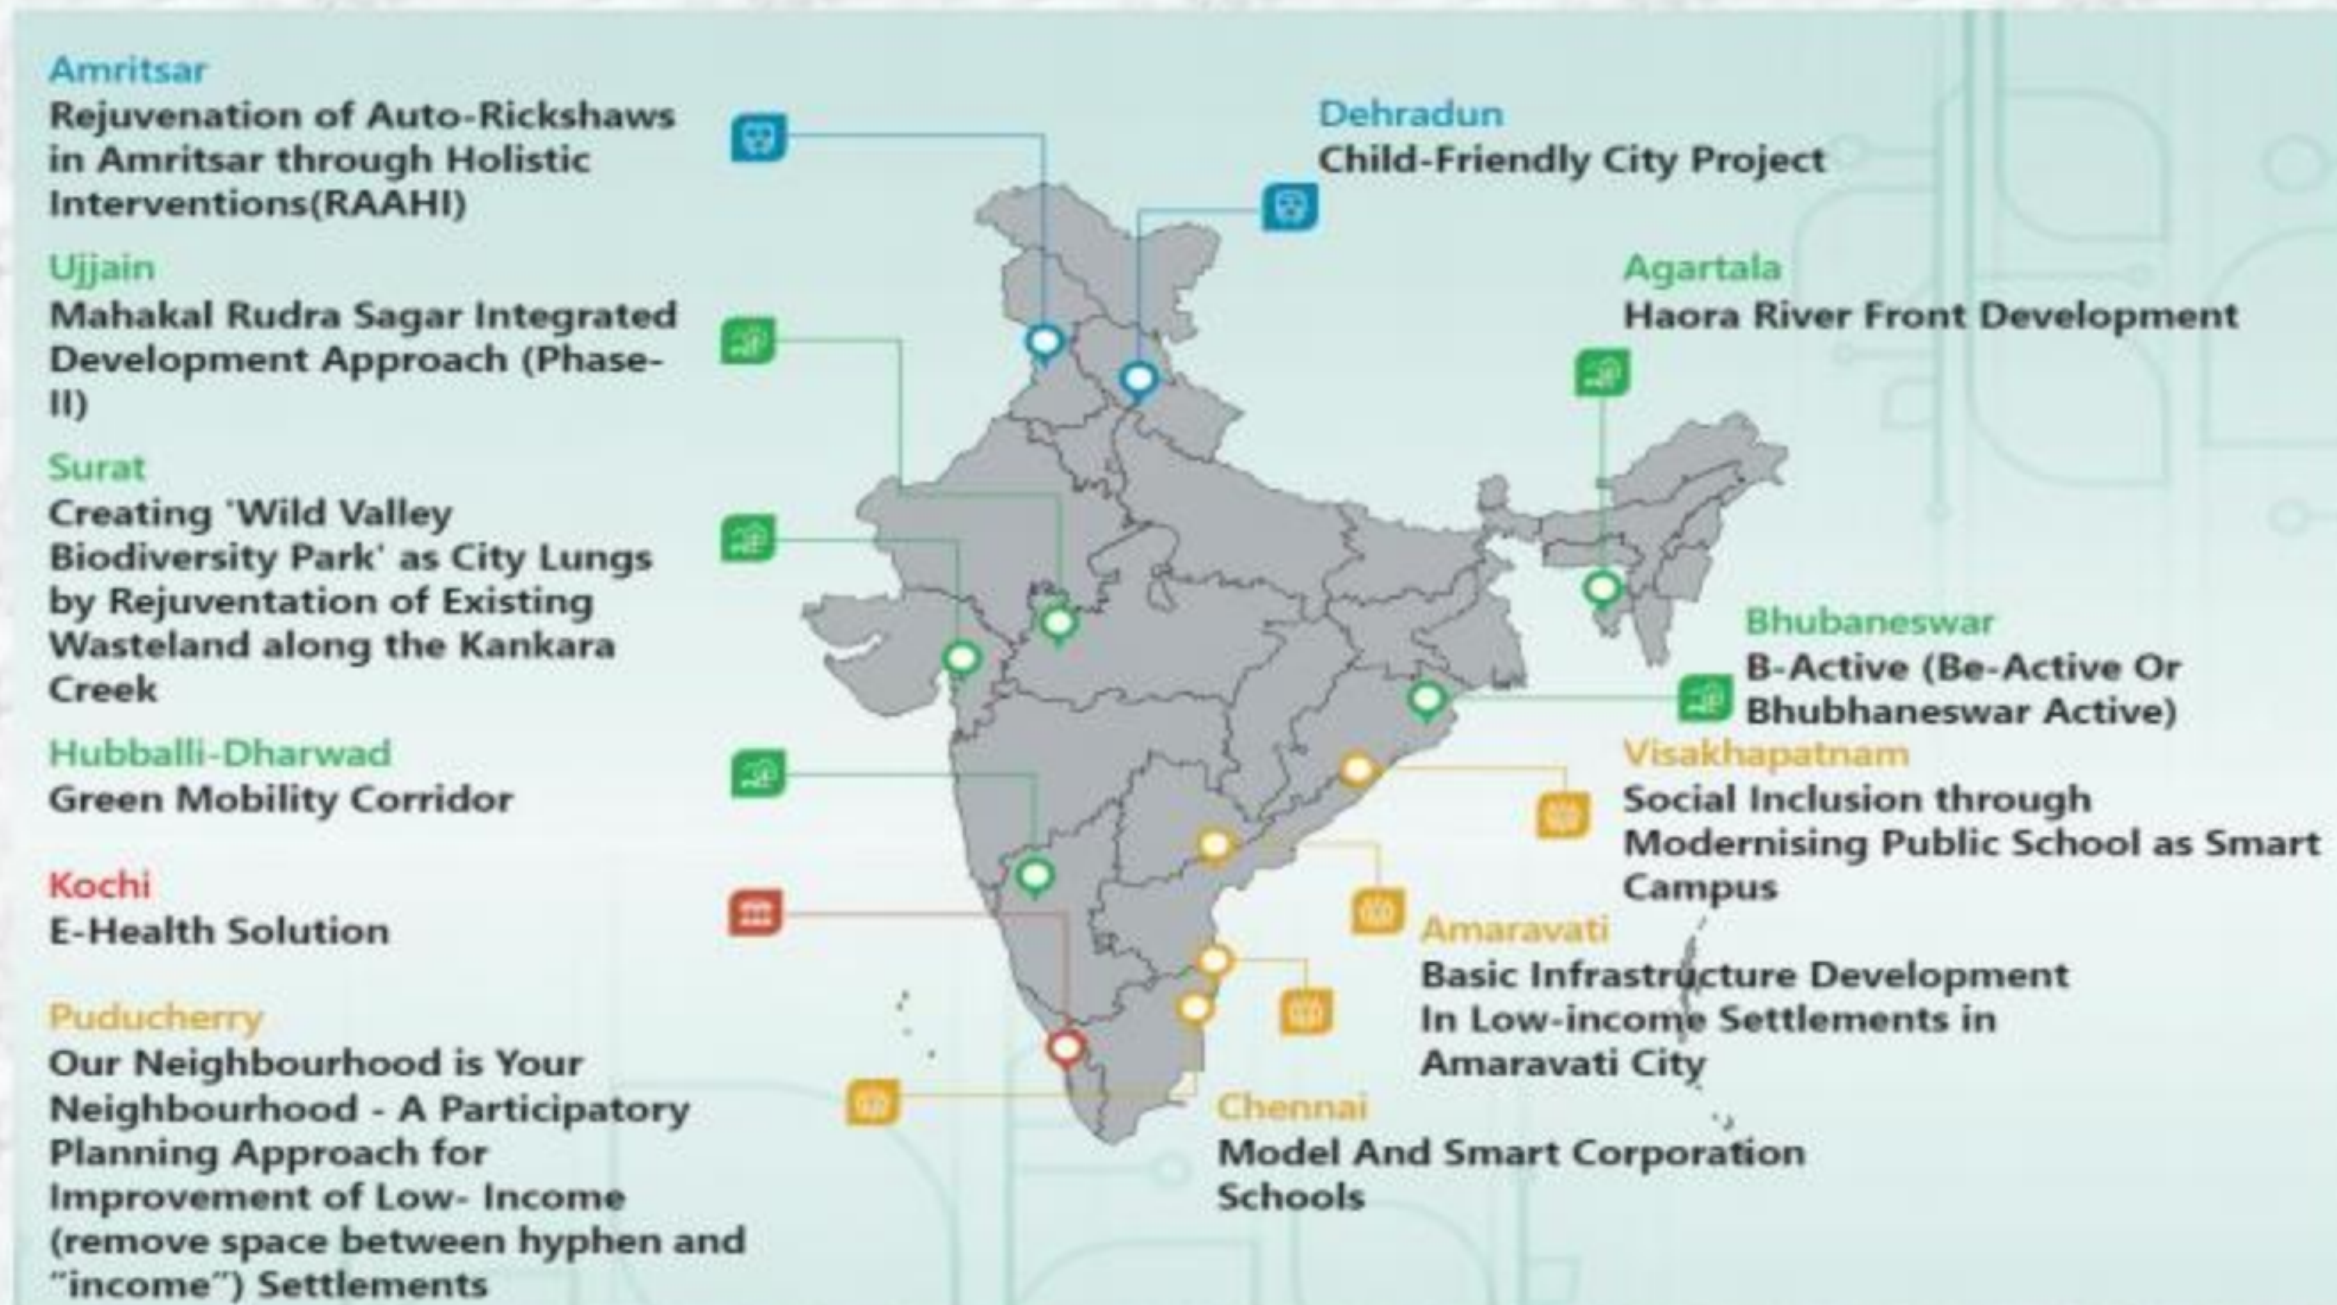 Amritsar
Rejuvenation of Auto-Rickshaws
in Amritsar through Holistic
Interventions(RAAHI)
Ujjain
Mahakal Rudra Sagar Integrated
Development Approach (Phase-
II)
Surat
Creating 'Wild Valley
Biodiversity Park' as City Lungs
by Rejuventation of Existing
Wasteland along the Kankara
Creek
Hubballi-Dharwad
Green Mobility Corridor
Kochi
E-Health Solution
Puducherry
Our Neighbourhood is Your
Neighbourhood - A Participatory
Planning Approach for
Improvement of Low- Income
(remove space between hyphen and
"income") Settlements
Dehradun
Child-Friendly City Project
Agartala
Haora River Front Development
Bhubaneswar
B-Active (Be-Active Or
Bhubhaneswar Active)
Visakhapatnam
Social Inclusion through
Modernising Public School as Smart
Campus
Amaravati
Basic Infrastructure Development
In Low-income Settlements in
Amaravati City
Chennai
Model And Smart Corporation
Schools